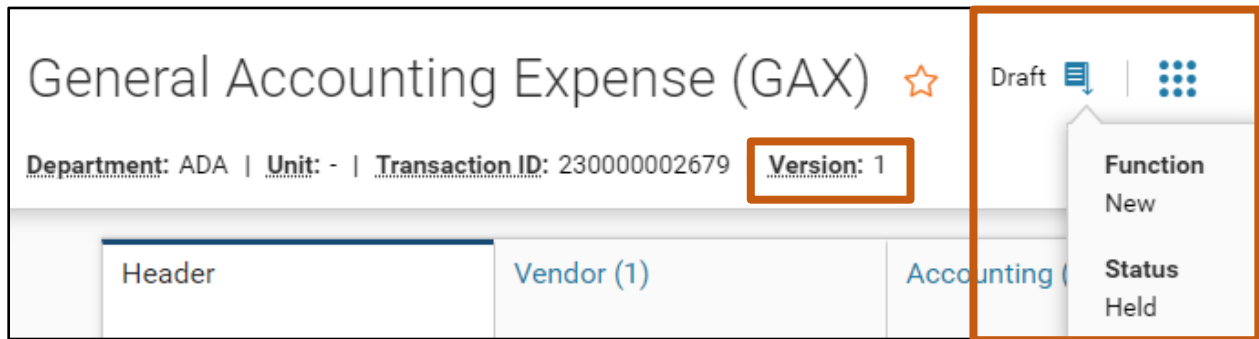 General Accounting Expense (GAX)
Draft
Department: ADA | Unit: - | Transaction ID: 230000002679 Version: 1
Function
New
Header
Vendor (1)
Accounting (
Status
Held